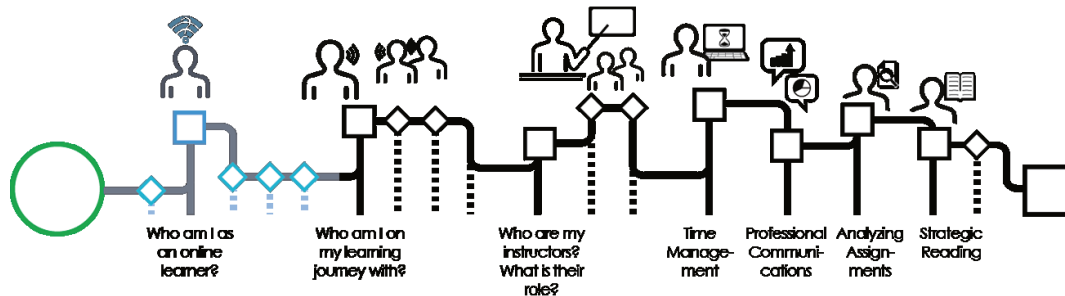 Who am I as
an online
learner?
Who am I on
my learning
journey with?
Who are my
instructors?
What is their
role?
Time
Manage-
ment
Professional
Communi-
cations
Analyzing
Assign-
ments
Strategic
Reading